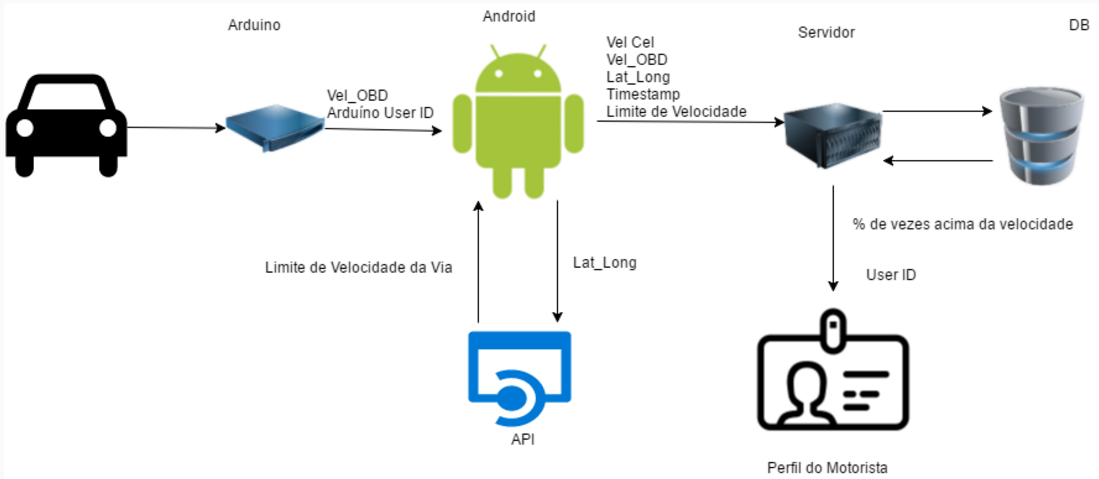 Arduino
Android
Servidor
DB
Vel_OBD
Arduíno User ID
Vel Cel
Vel_OBD
Lat_Long
Timestamp
Limite de Velocidade
Limite de Velocidade da Via
Lat_Long
% de vezes acima da velocidade
User ID
API
Perfil do Motorista